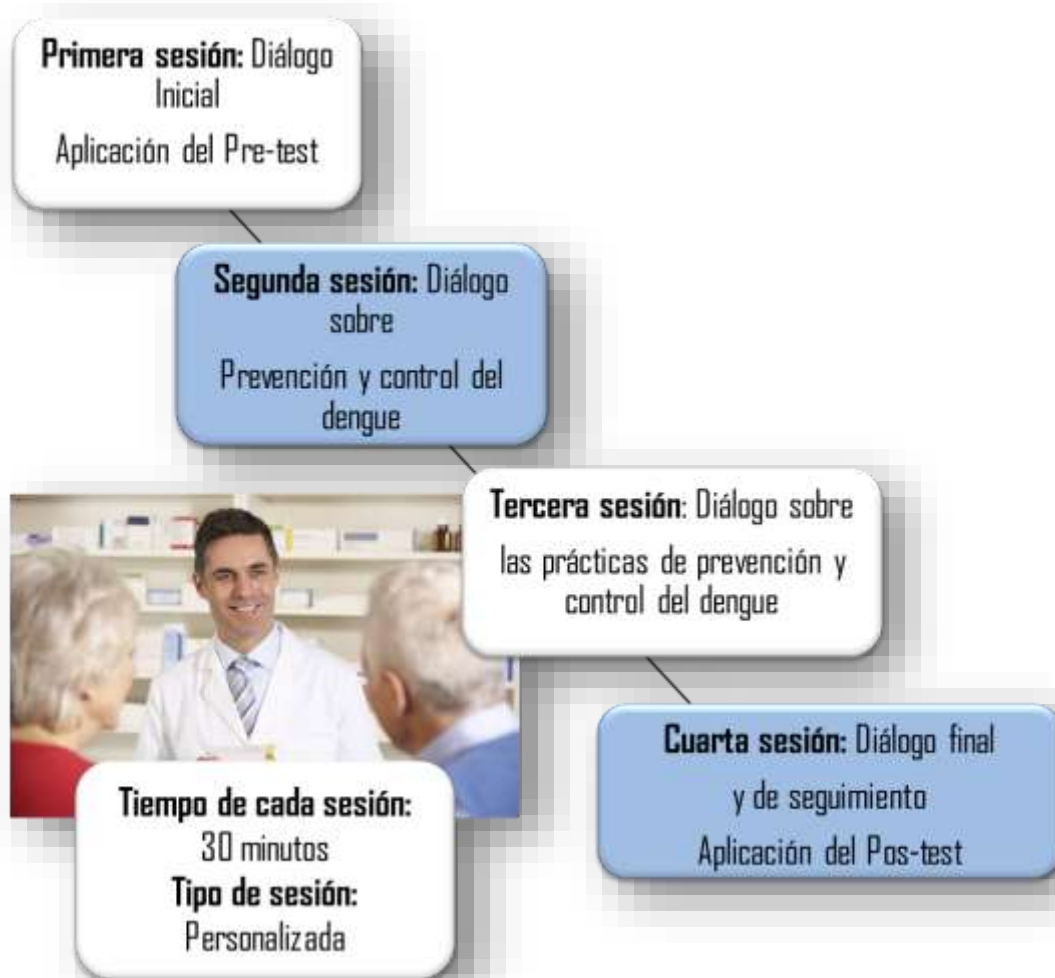 Primera sesión: Diálogo
Inicial
Aplicación del Pre-test
Segunda sesión: Diálogo
sobre
Prevención y control del
dengue
Tercera sesión: Diálogo sobre
las prácticas de prevención y
control del dengue
Cuarta sesión: Diálogo final
y de seguimiento
Aplicación del Pos-test
Tiempo de cada sesión:
30 minutos
Tipo de sesión:
Personalizada